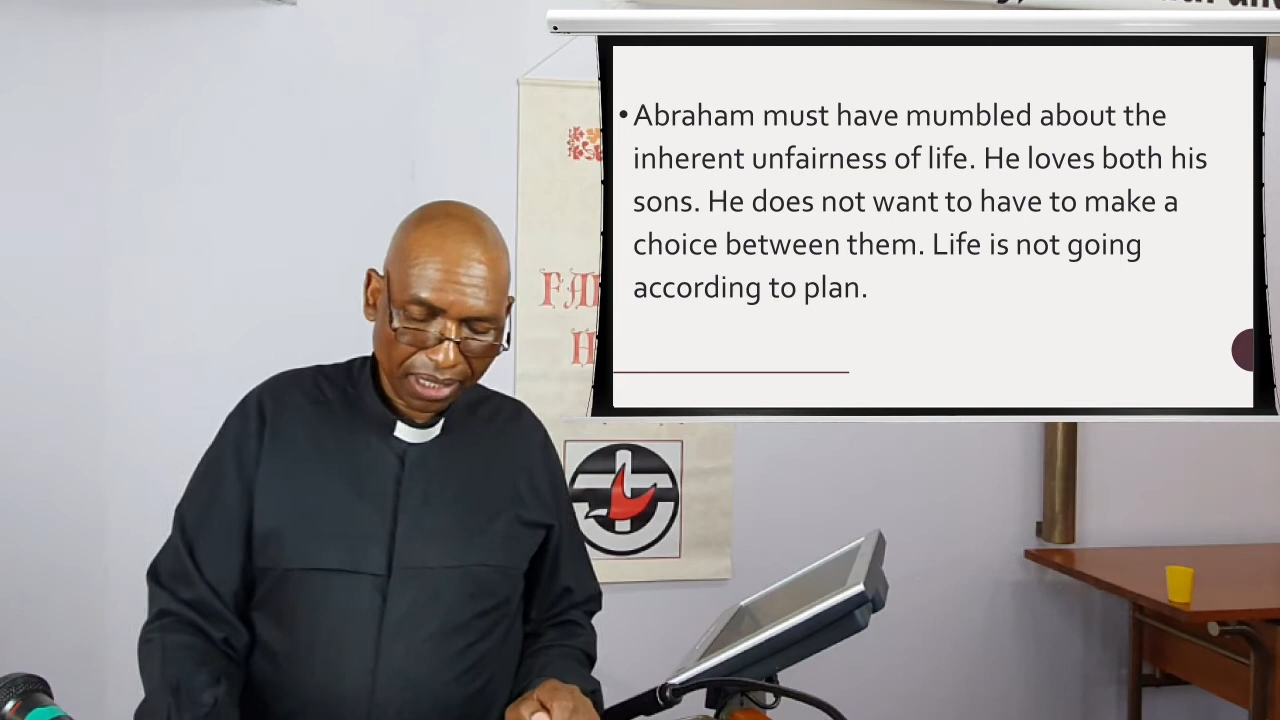 • Abraham must have mumbled about the
inherent unfairness of life. He loves both his
sons. He does not want to have to make a
choice between them. Life is not going
according to plan.